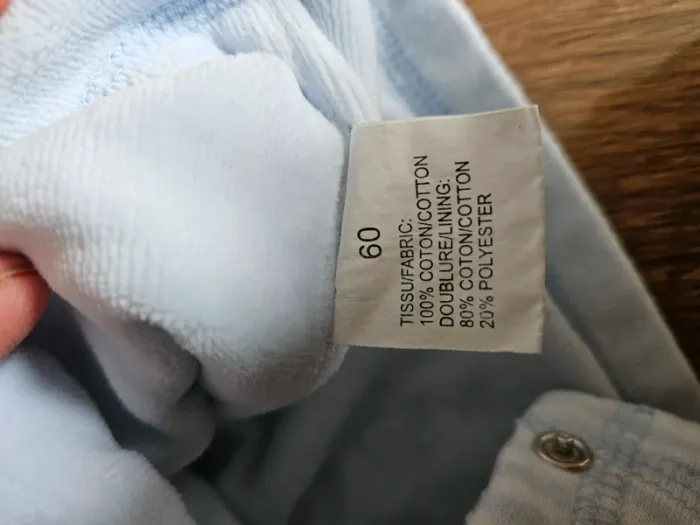 60
TISSU/FABRIC:
100% COTON/COTTON
DOUBLURE/LINING:
80% COTON/COTTON
20% POLYESTER